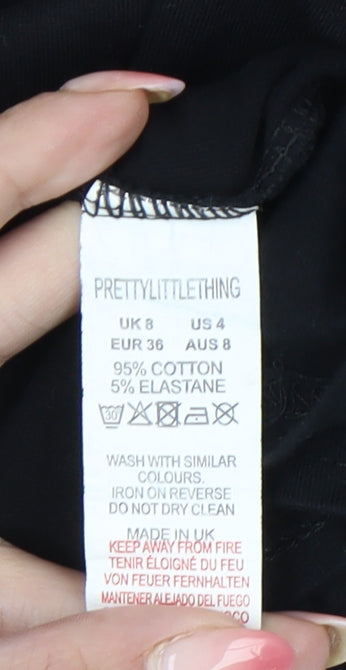 PRETTYLITTLETHING
UK 8 US 4
EUR 36 AUS 8
95% COTTON
5% ELASTANE
30
WASH WITH SIMILAR
COLOURS.
IRON ON REVERSE
DO NOT DRY CLEAN
MADE IN UK
KEEP AWAY FROM FIRE
TENIR ÉLOIGNÉ DU FEU
VON FEUER FERNHALTEN
MANTENER ALEJADO DEL FUEGO